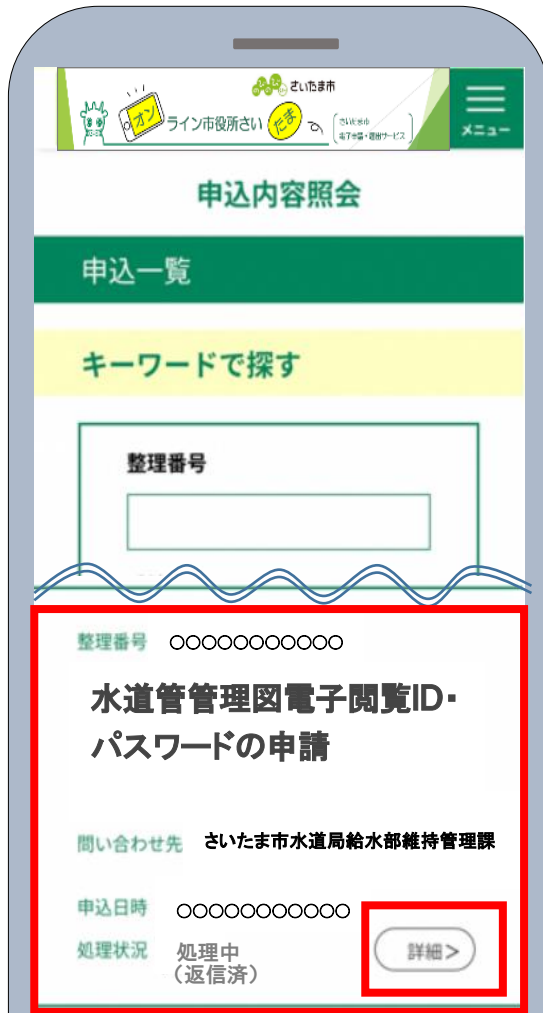 さいたま市
オンライン市役所さいたま
さいたま市
電子申請・届出サービス
メニュー
申込内容照会
申込一覧
キーワードで探す
整理番号
整理番号 ○○○○○○○○○○○
水道管管理図電子閲覧ID・
パスワードの申請
問い合わせ先 さいたま市水道局給水部維持管理課
申込日時 ○○○○○○○○○○○
処理状況 処理中
（返信済）
詳細＞